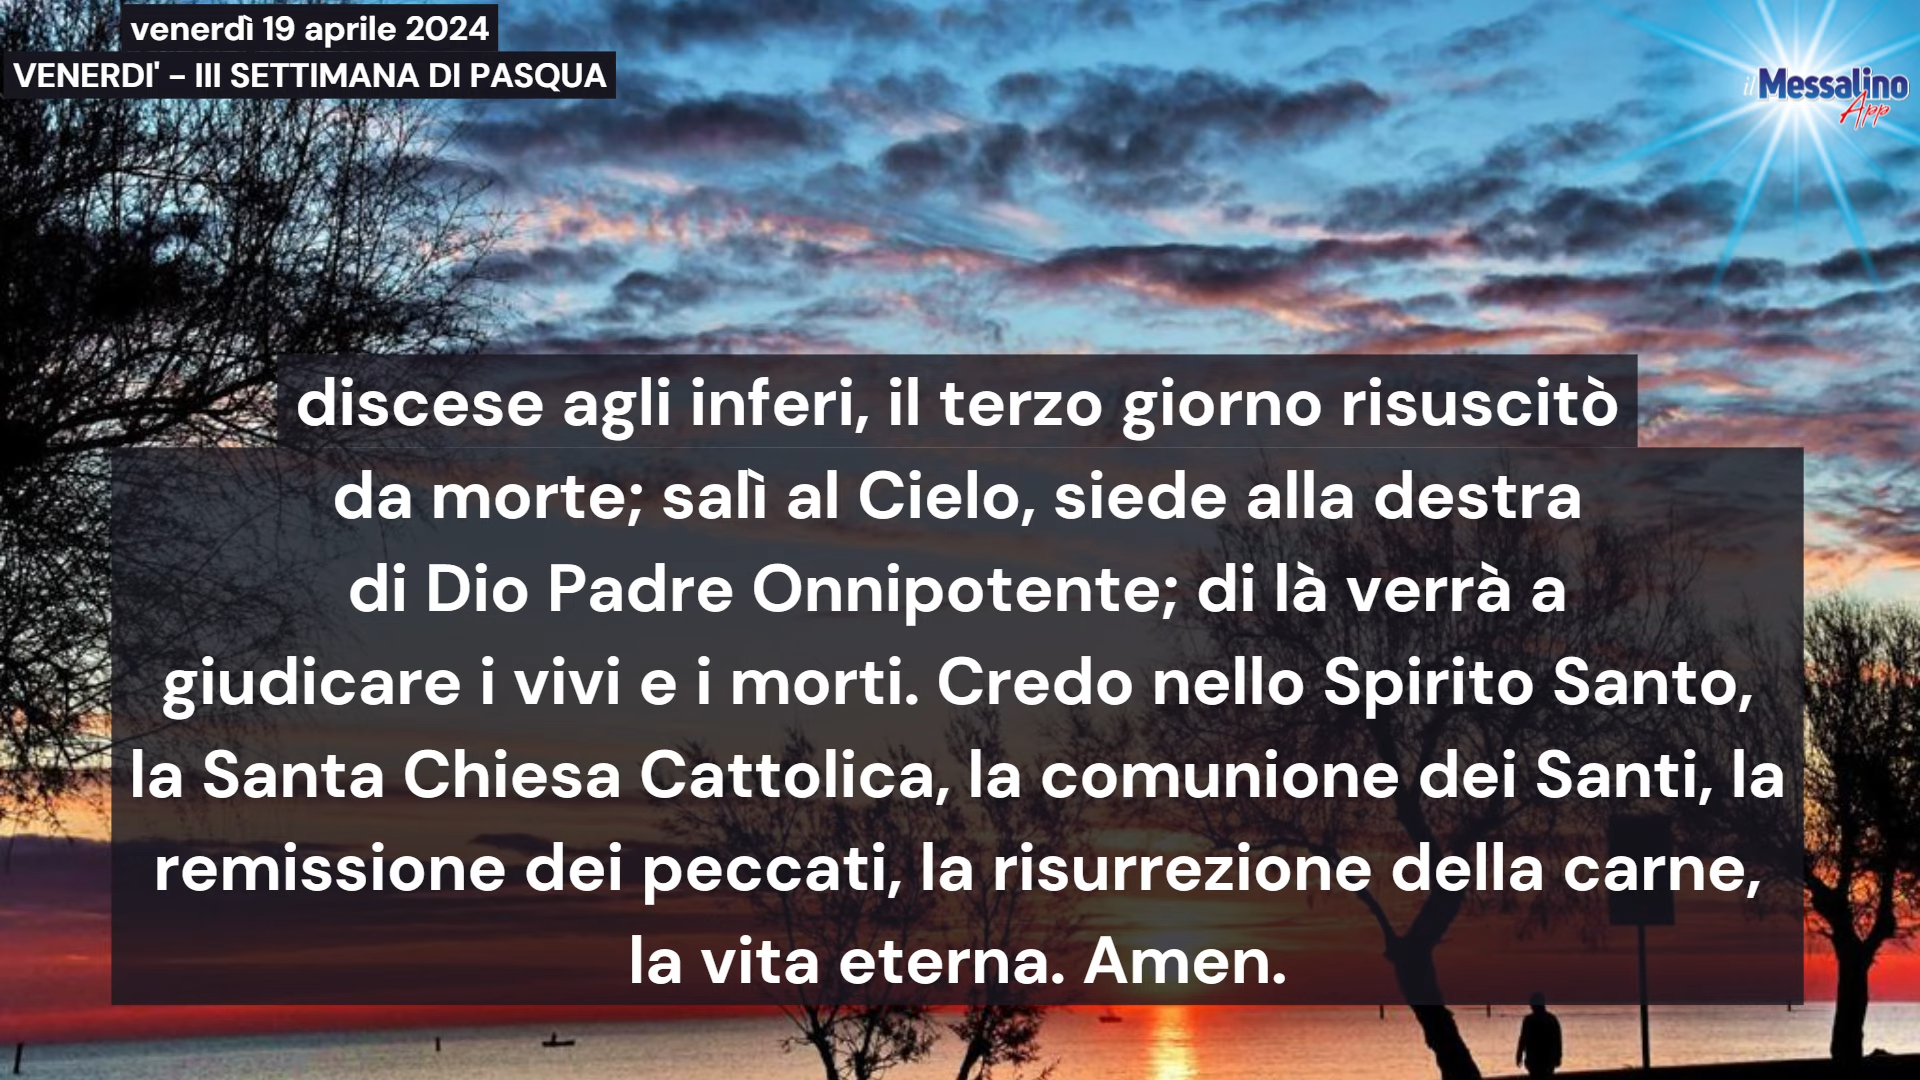 venerdì 19 aprile 2024
VENERDI' - III SETTIMANA DI PASQUA
il Messalino
App
discese agli inferi, il terzo giorno risuscitò
da morte; salì al Cielo, siede alla destra
di Dio Padre Onnipotente; di là verrà a
giudicare i vivi e i morti. Credo nello Spirito Santo,
la Santa Chiesa Cattolica, la comunione dei Santi, la
remissione dei peccati, la risurrezione della carne,
la vita eterna. Amen.